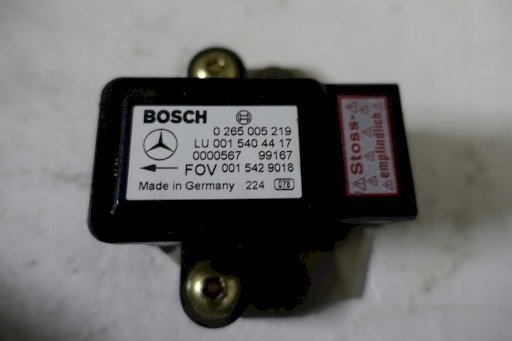 BOSCH
0 265 005 219
LU 001 540 44 17
0000567 99167
FOV 001 542 9018
Made in Germany 224 078
Stoss-
empfindlich